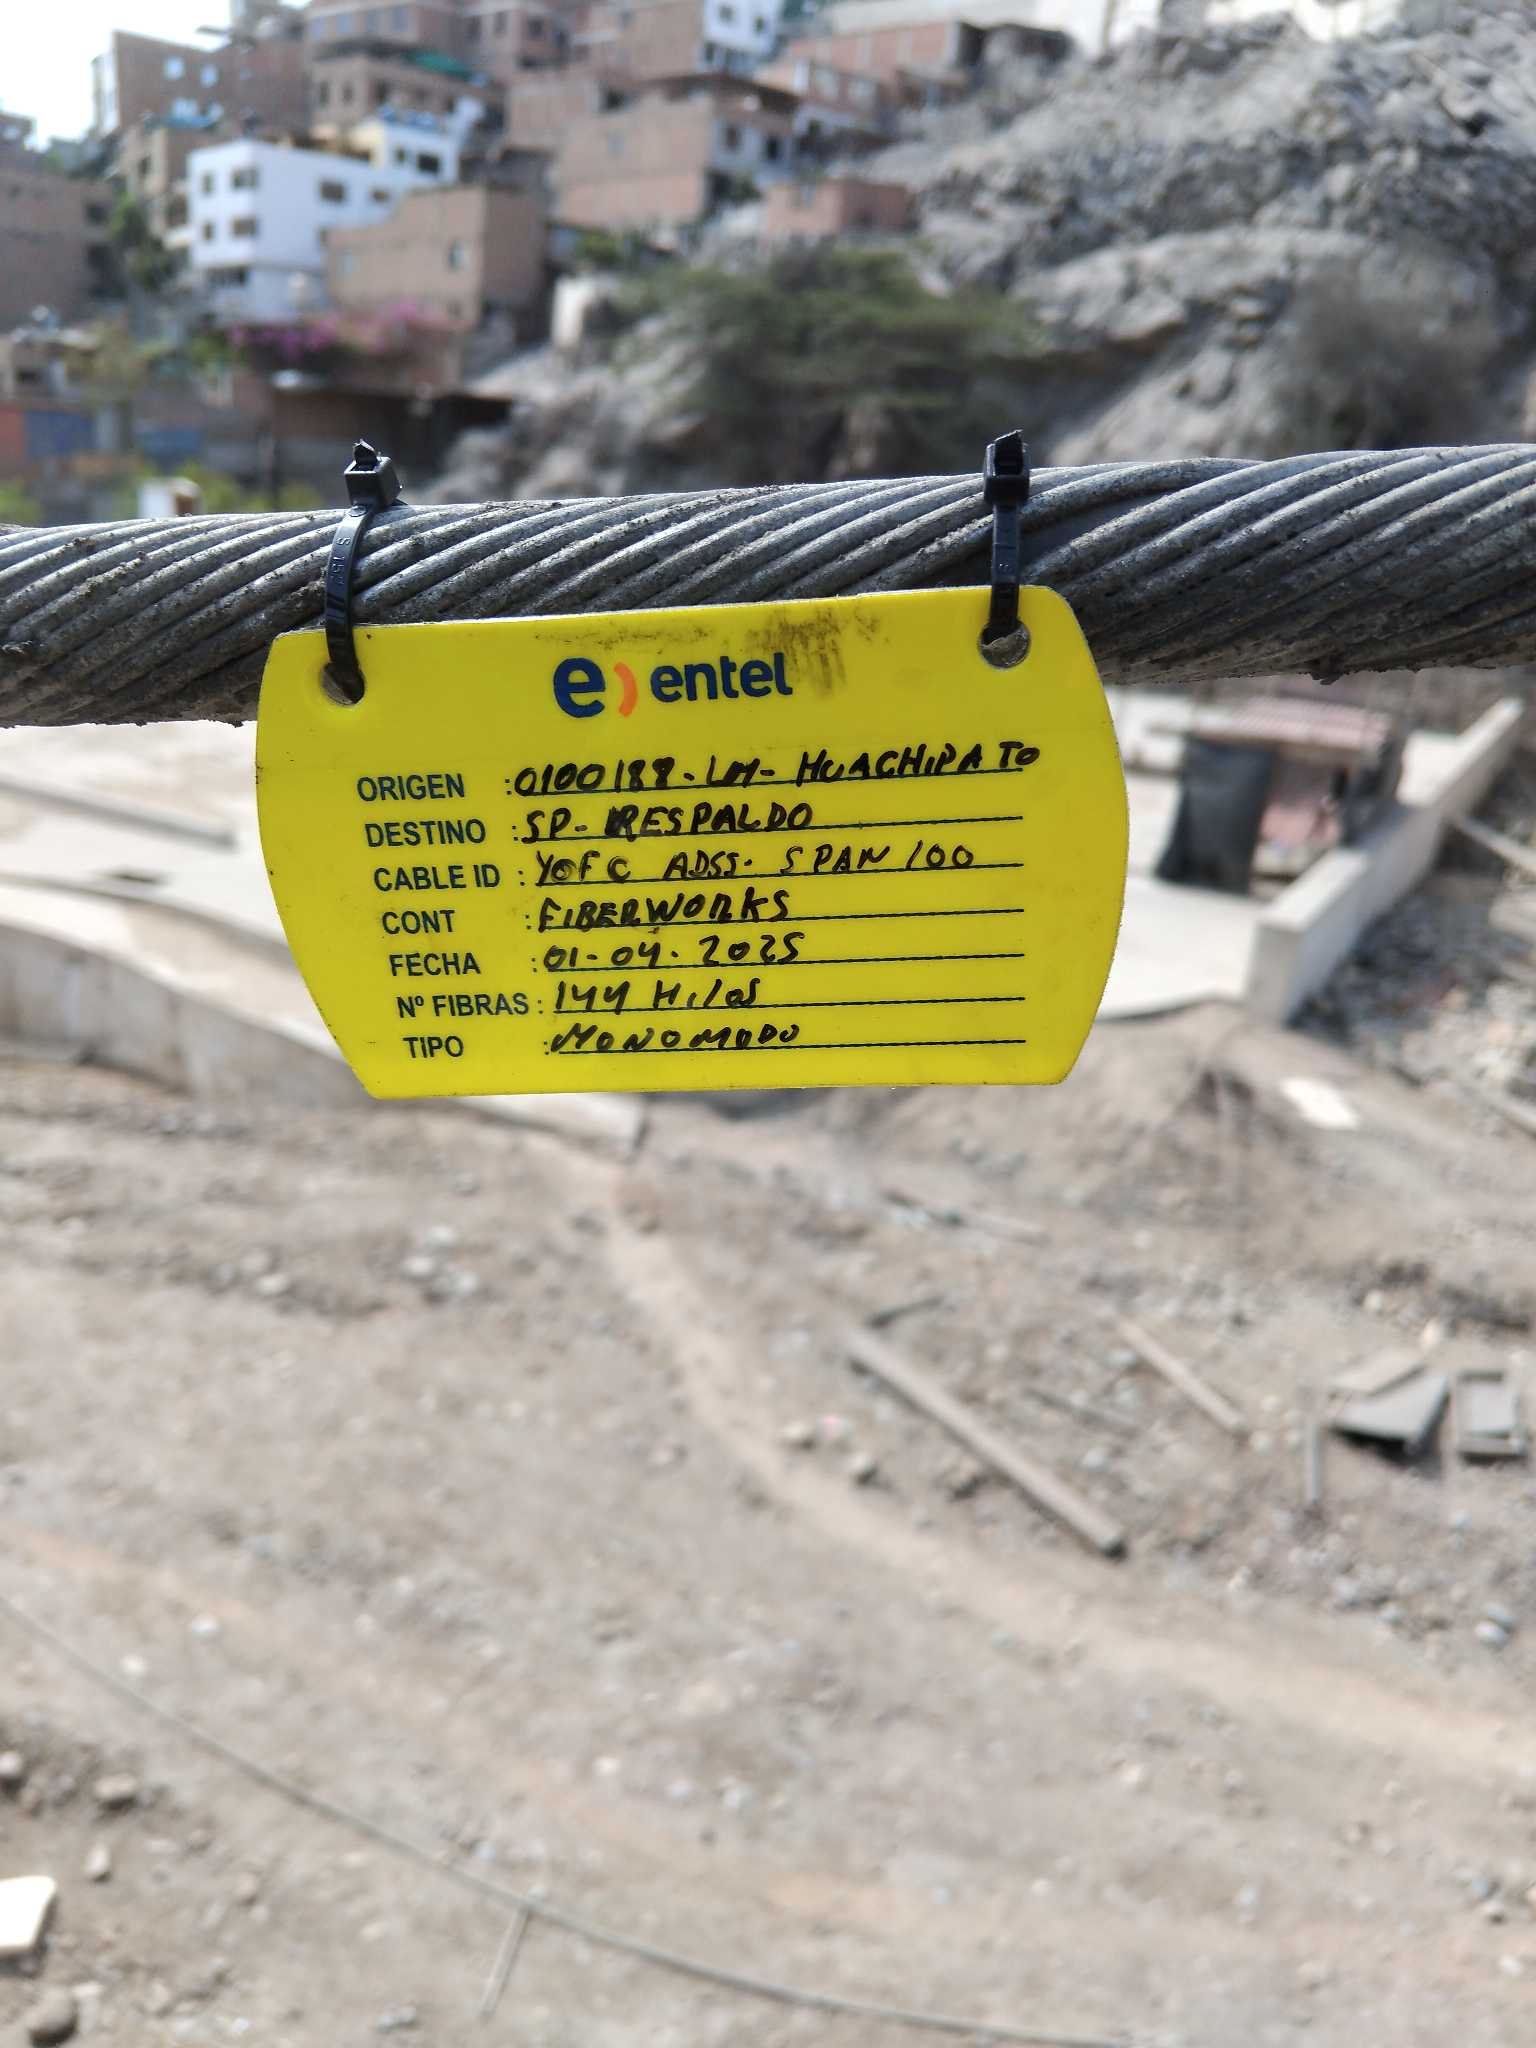 e) entel
ORIGEN : 0100188-LM-HUACHIPATO
DESTINO : SP-RESPALDO
CABLE ID : YOFC ADSS. SPAN 100
CONT : FIBERWORKS
FECHA : 01-04-2025
Nº FIBRAS : 144 Hilos
TIPO : MONOMODO